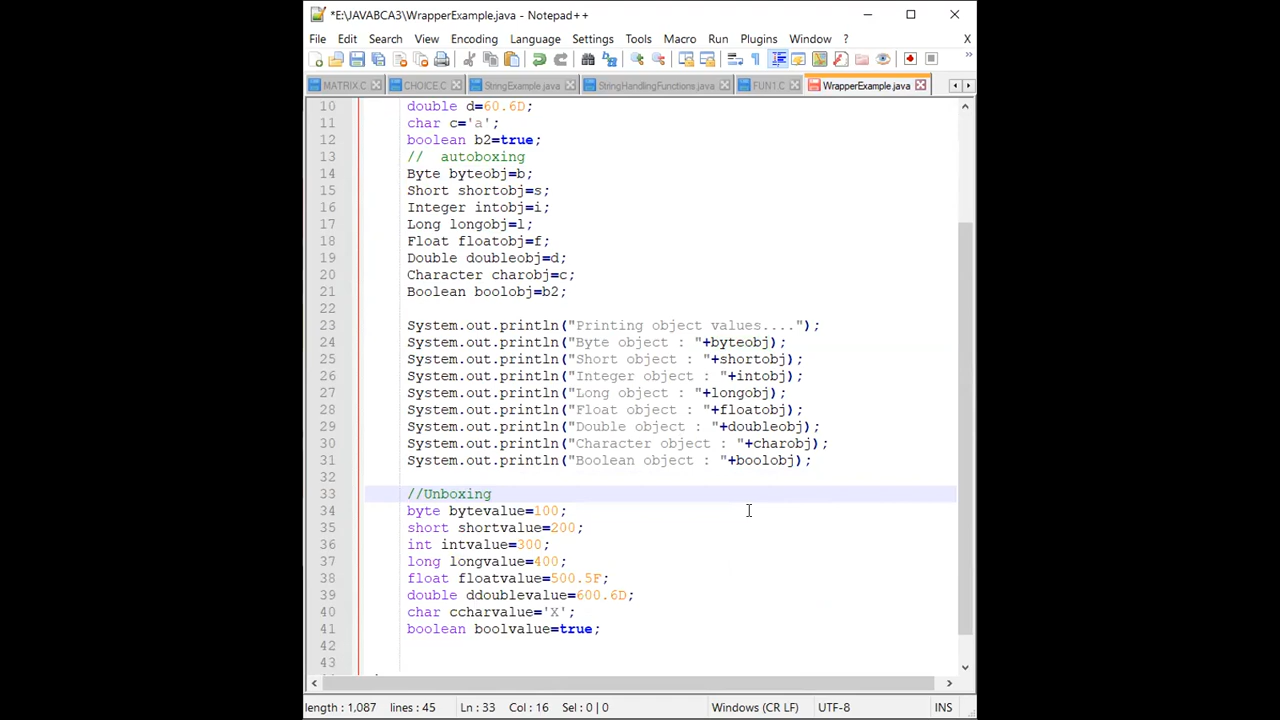 *E:\JAVABCA3\WrapperExample.java - Notepad++
File Edit Search View Encoding Language Settings Tools Macro Run Plugins Window ? X
MATRIX.C CHOICE.C StringExample.java StringHandlingFunctions.java FUN1.C WrapperExample.java
10 double d=60.6D;
11 char c='a';
12 boolean b2=true;
13 //  autoboxing
14 Byte byteobj=b;
15 Short shortobj=s;
16 Integer intobj=i;
17 Long longobj=l;
18 Float floatobj=f;
19 Double doubleobj=d;
20 Character charobj=c;
21 Boolean boolobj=b2;
22
23 System.out.println("Printing object values....");
24 System.out.println("Byte object : "+byteobj);
25 System.out.println("Short object : "+shortobj);
26 System.out.println("Integer object : "+intobj);
27 System.out.println("Long object : "+longobj);
28 System.out.println("Float object : "+floatobj);
29 System.out.println("Double object : "+doubleobj);
30 System.out.println("Character object : "+charobj);
31 System.out.println("Boolean object : "+boolobj);
32
33 //Unboxing
34 byte bytevalue=100;
35 short shortvalue=200;
36 int intvalue=300;
37 long longvalue=400;
38 float floatvalue=500.5F;
39 double ddoublevalue=600.6D;
40 char ccharvalue='X';
41 boolean boolvalue=true;
42
43
length : 1,087 lines : 45 Ln : 33 Col : 16 Sel : 0 | 0 Windows (CR LF) UTF-8 INS